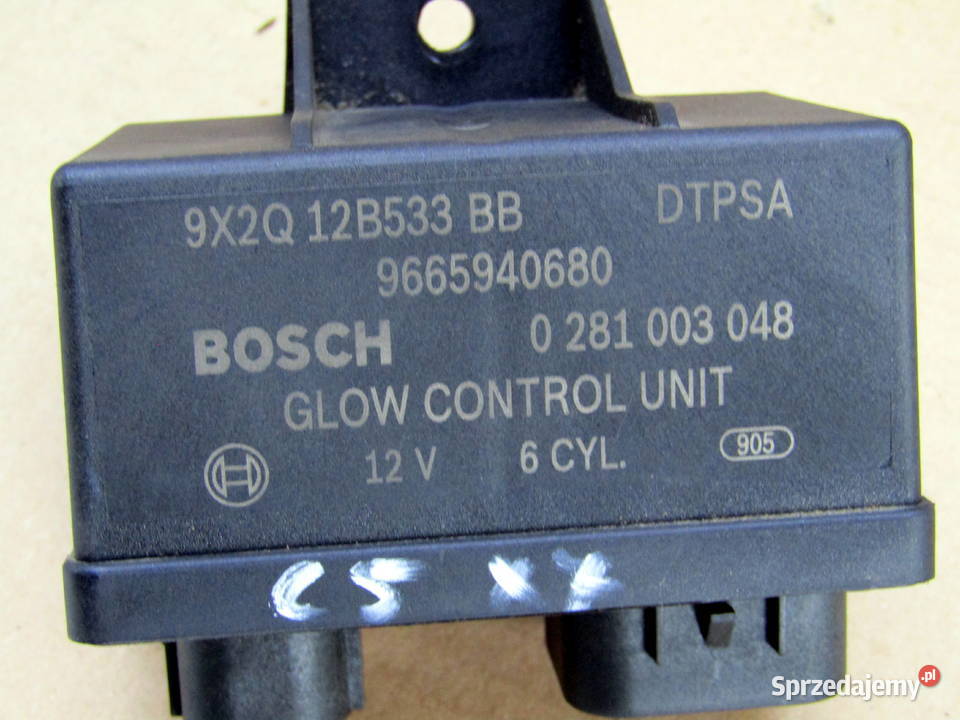 9X2Q 12B533 BB DTPSA
9665940680
BOSCH 0 281 003 048
GLOW CONTROL UNIT
12 V 6 CYL. 905
C5
Sprzedajemy.pl